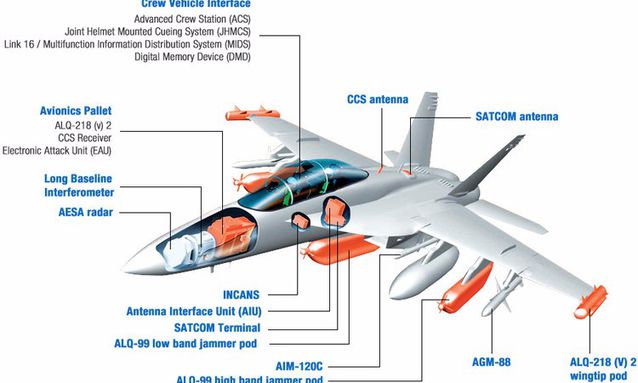 Crew Vehicle Interface
Advanced Crew Station (ACS)
Joint Helmet Mounted Cueing System (JHMCS)
Link 16 / Multifunction Information Distribution System (MIDS)
Digital Memory Device (DMD)
Avionics Pallet
ALQ-218 (v) 2
CCS Receiver
Electronic Attack Unit (EAU)
Long Baseline
Interferometer
AESA radar
CCS antenna
SATCOM antenna
INCANS
Antenna Interface Unit (AIU)
SATCOM Terminal
ALQ-99 low band jammer pod
AIM-120C
ALQ-99 high band jammer pod
AGM-88
ALQ-218 (V) 2
wingtip pod